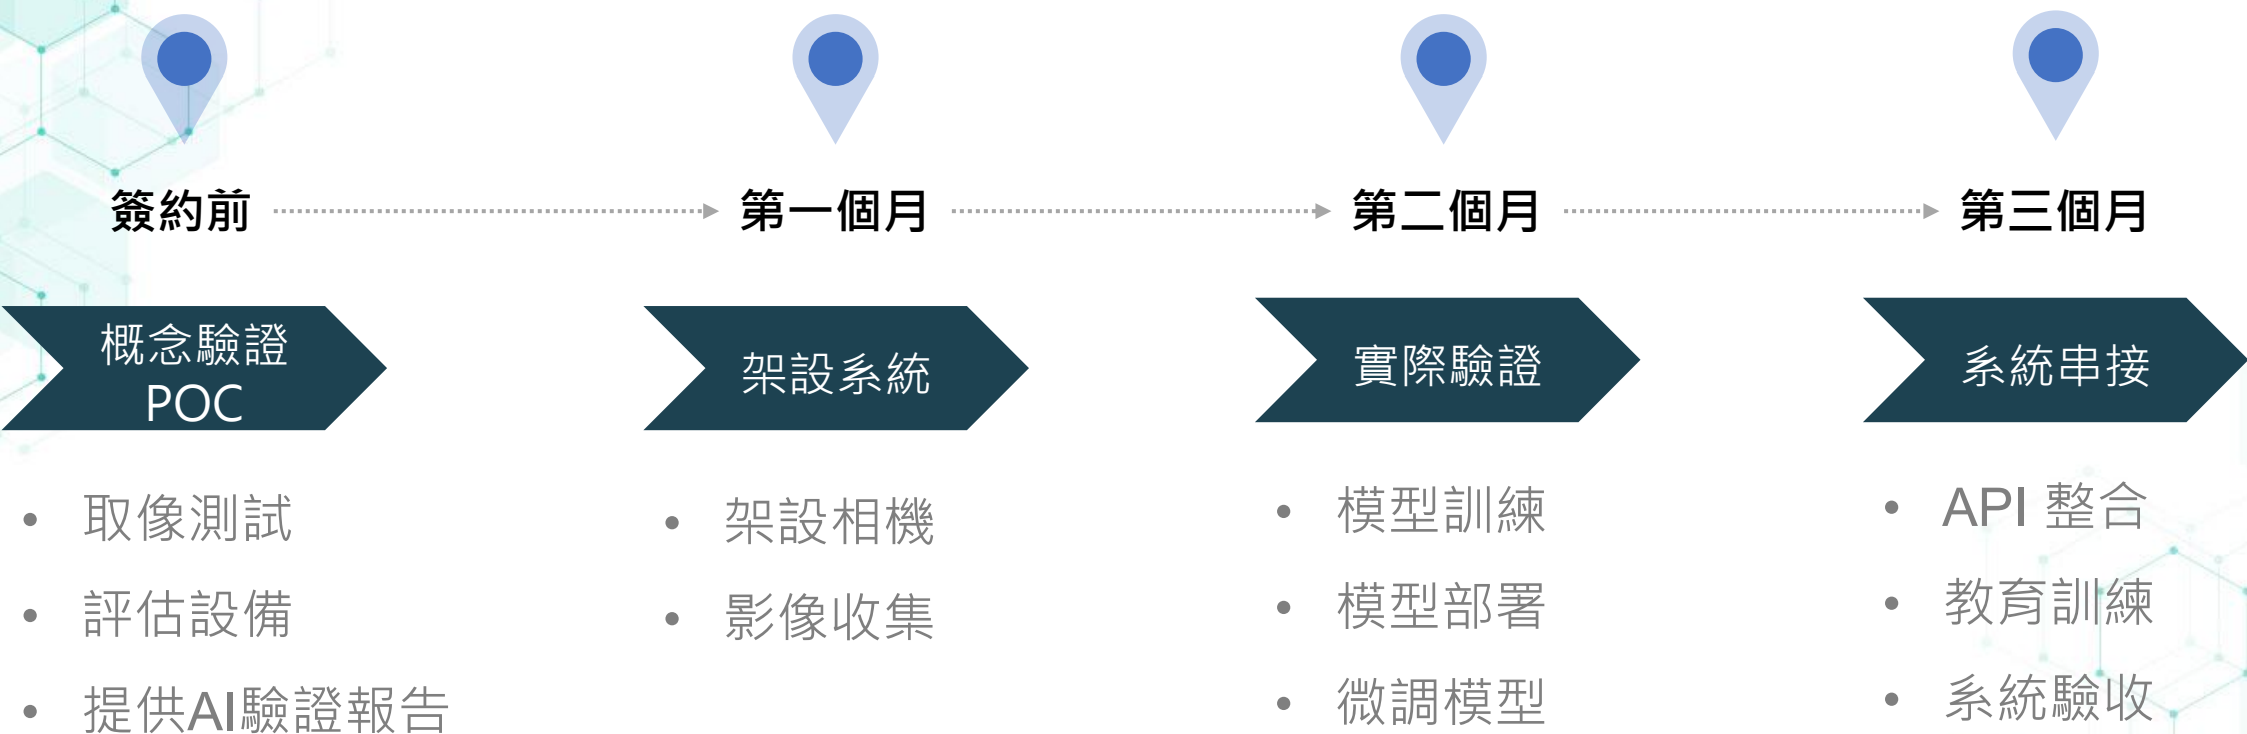 簽約前
第一個月
第二個月
第三個月
概念驗證
POC
架設系統
實際驗證
系統串接
• 取像測試
• 評估設備
• 提供AI驗證報告
• 架設相機
• 影像收集
• 模型訓練
• 模型部署
• 微調模型
• API 整合
• 教育訓練
• 系統驗收